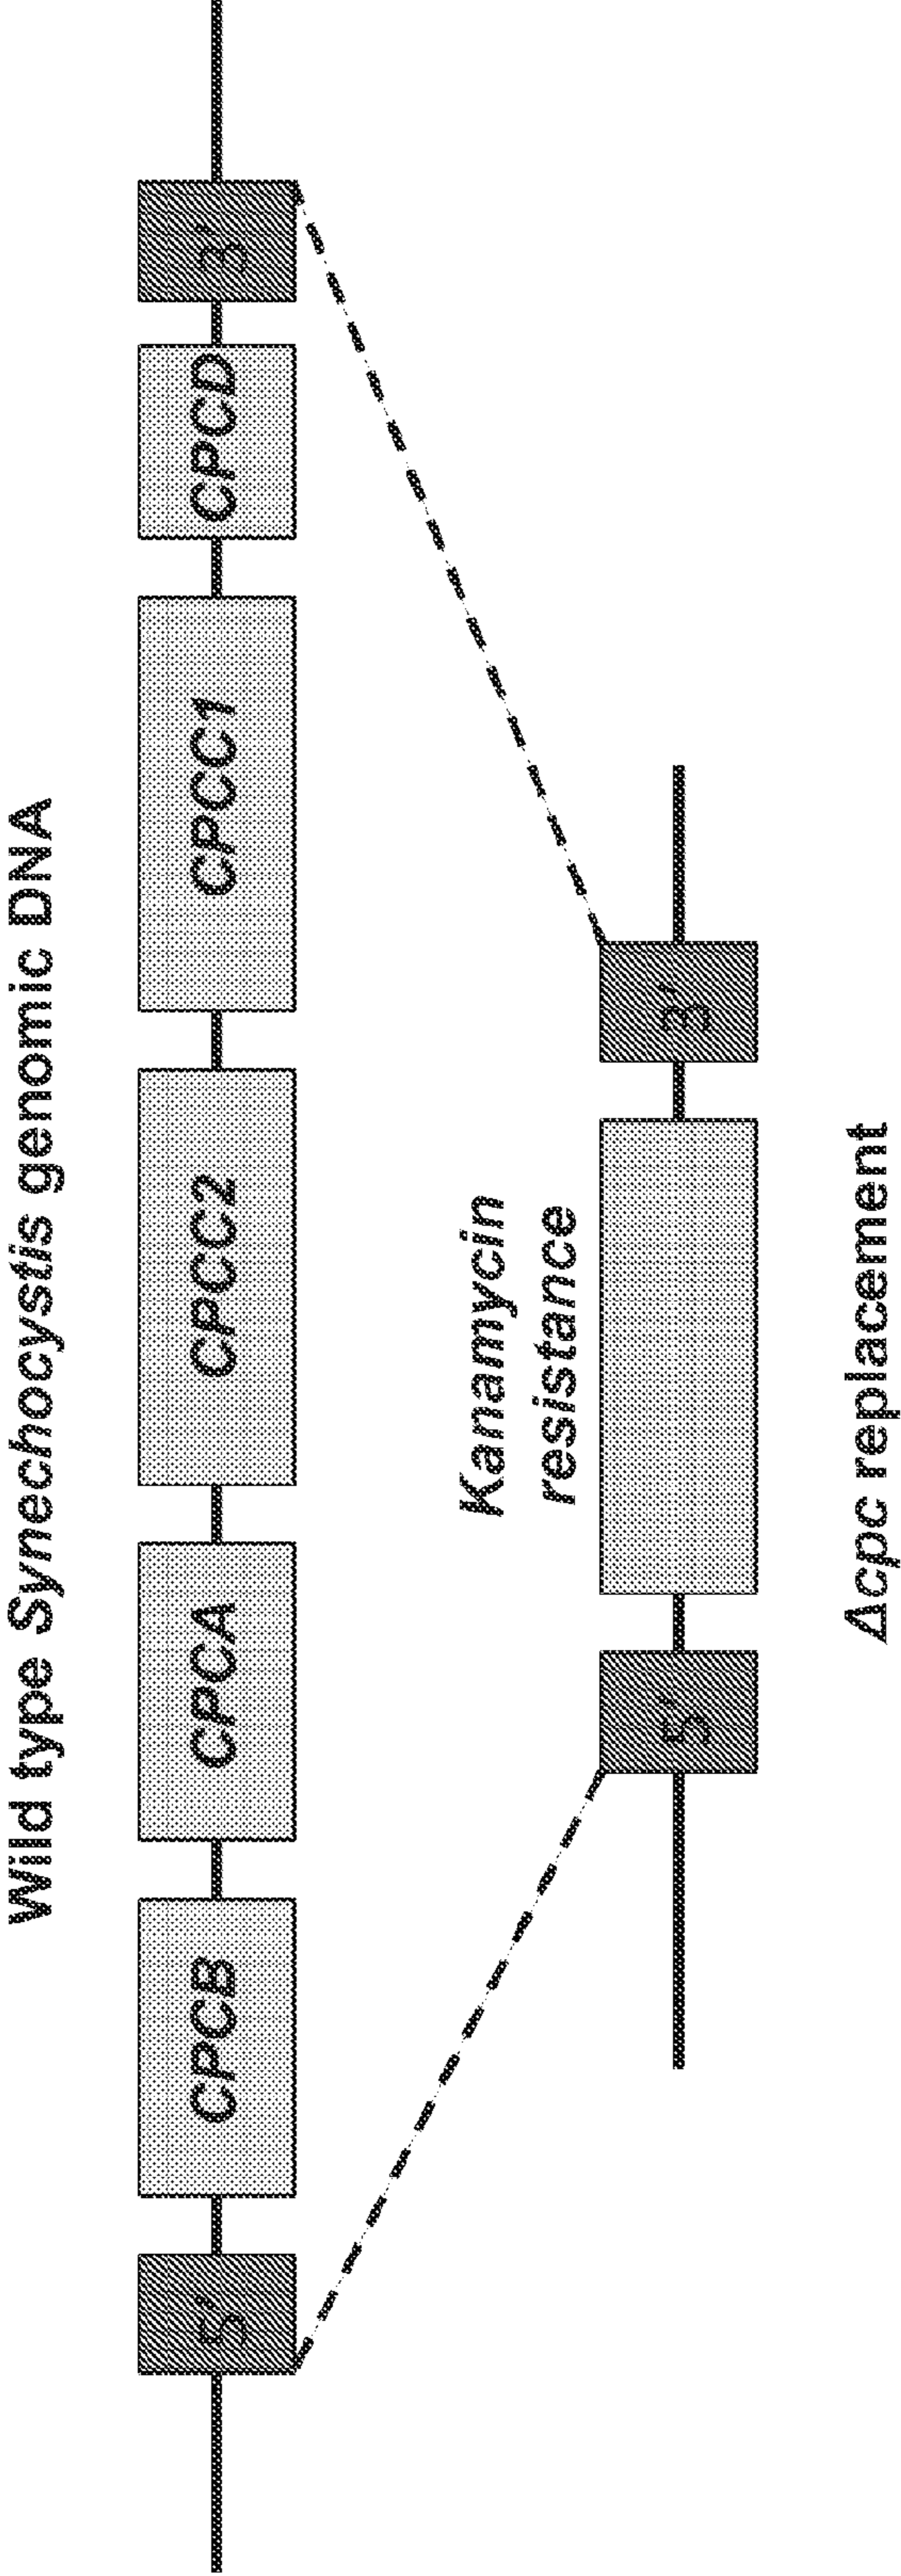 Wild type Synechocystis genomic DNA
5' CPCB CPCA CPCC2 CPCC1 CPCD 3'
Kanamycin
resistance
5' 3'
Δcpc replacement